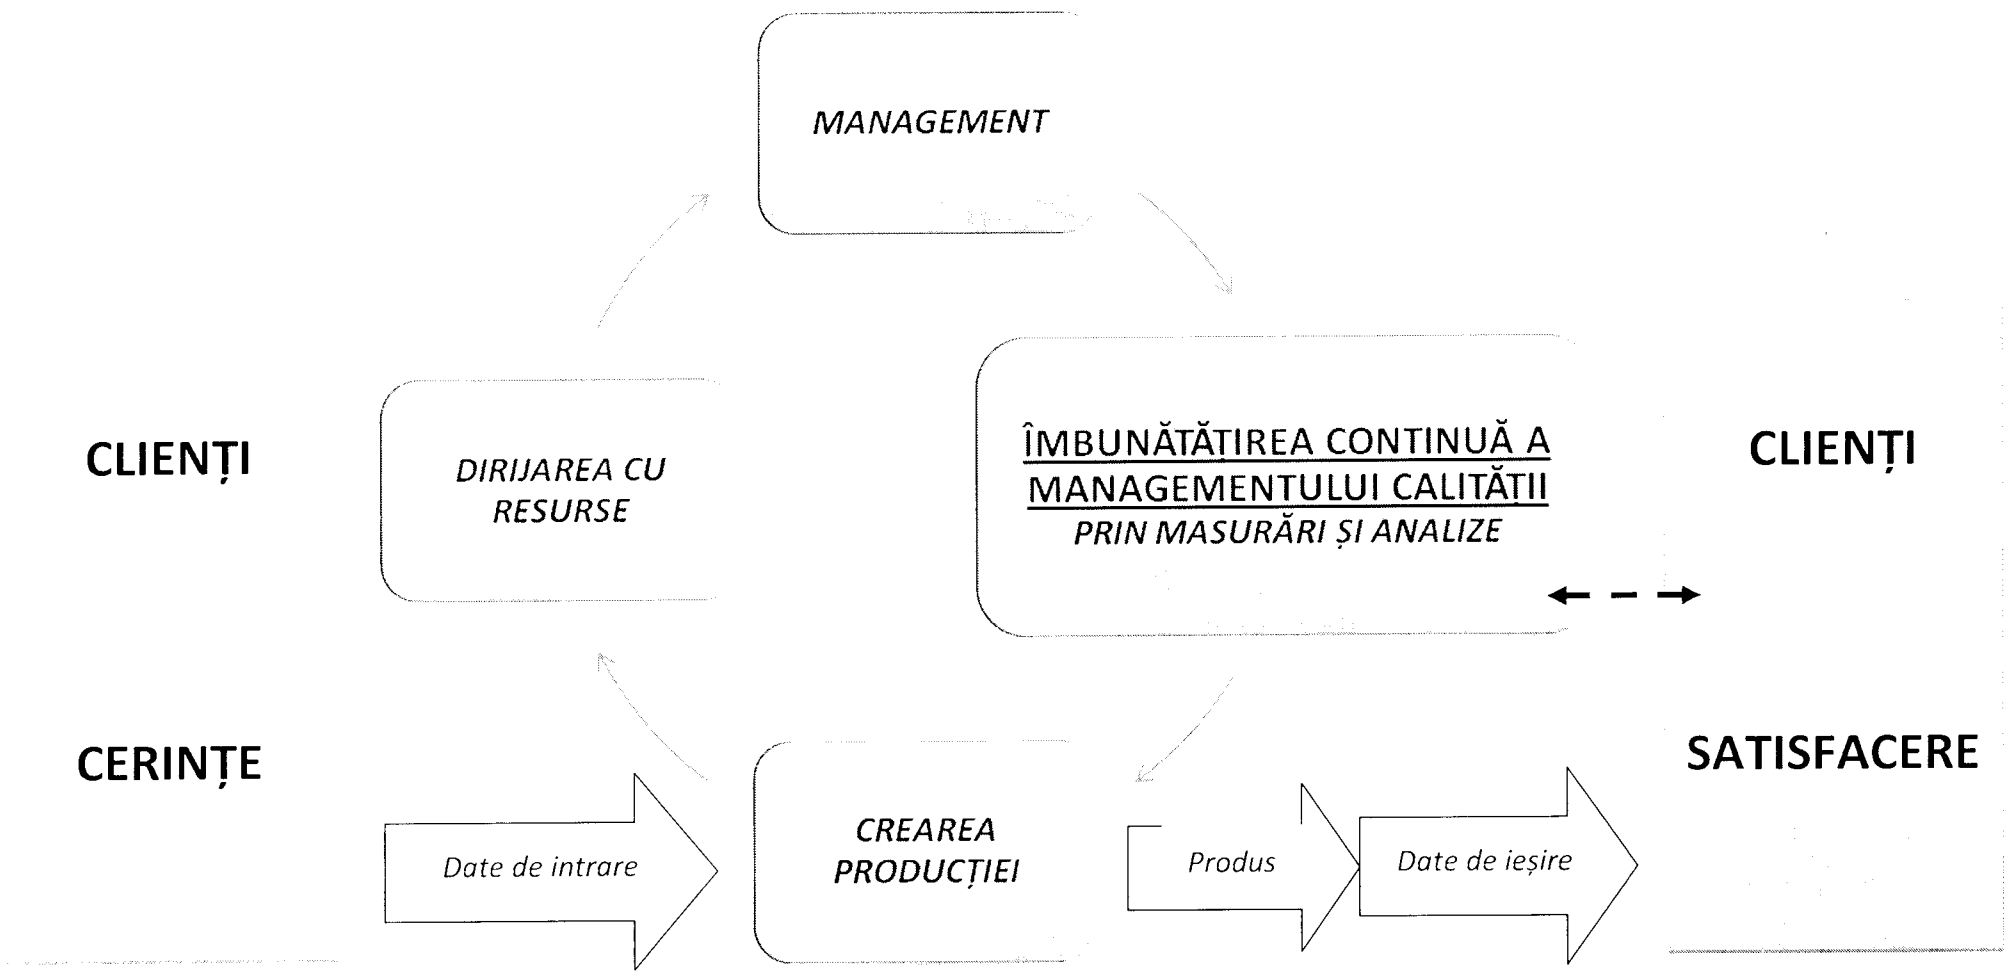 MANAGEMENT
CLIENȚI
DIRIJAREA CU
RESURSE
ÎMBUNĂTĂȚIREA CONTINUĂ A
MANAGEMENTULUI CALITĂȚII
PRIN MASURĂRI ȘI ANALIZE
CLIENȚI
CERINȚE
Date de intrare
CREAREA
PRODUCȚIEI
Produs
Date de ieșire
SATISFACERE